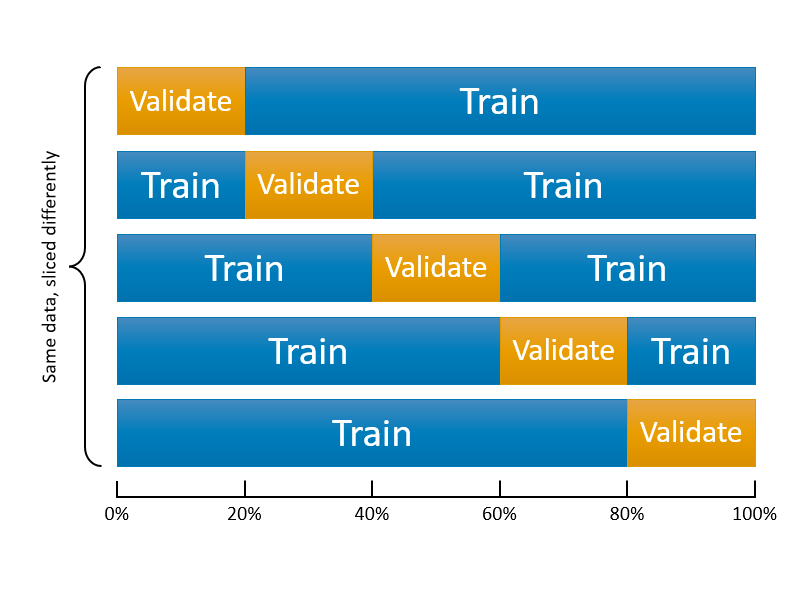 Same data, sliced differently
Validate Train
Train Validate Train
Train Validate Train
Train Validate Train
Train Validate
0% 20% 40% 60% 80% 100%